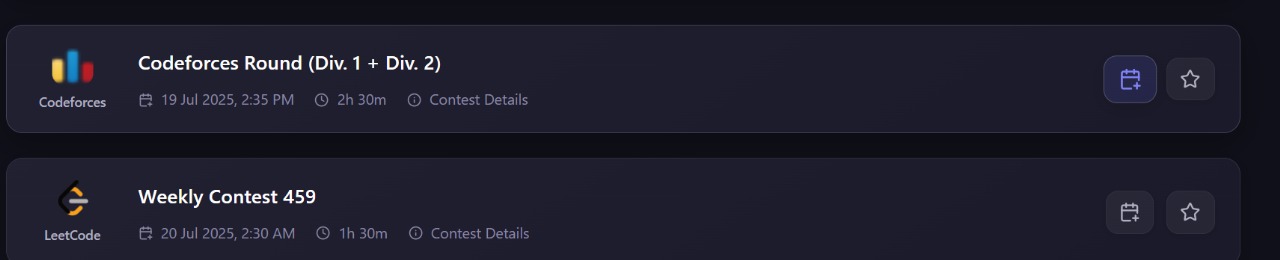 Codeforces Round (Div. 1 + Div. 2)
Codeforces
19 Jul 2025, 2:35 PM 2h 30m Contest Details
Weekly Contest 459
LeetCode
20 Jul 2025, 2:30 AM 1h 30m Contest Details